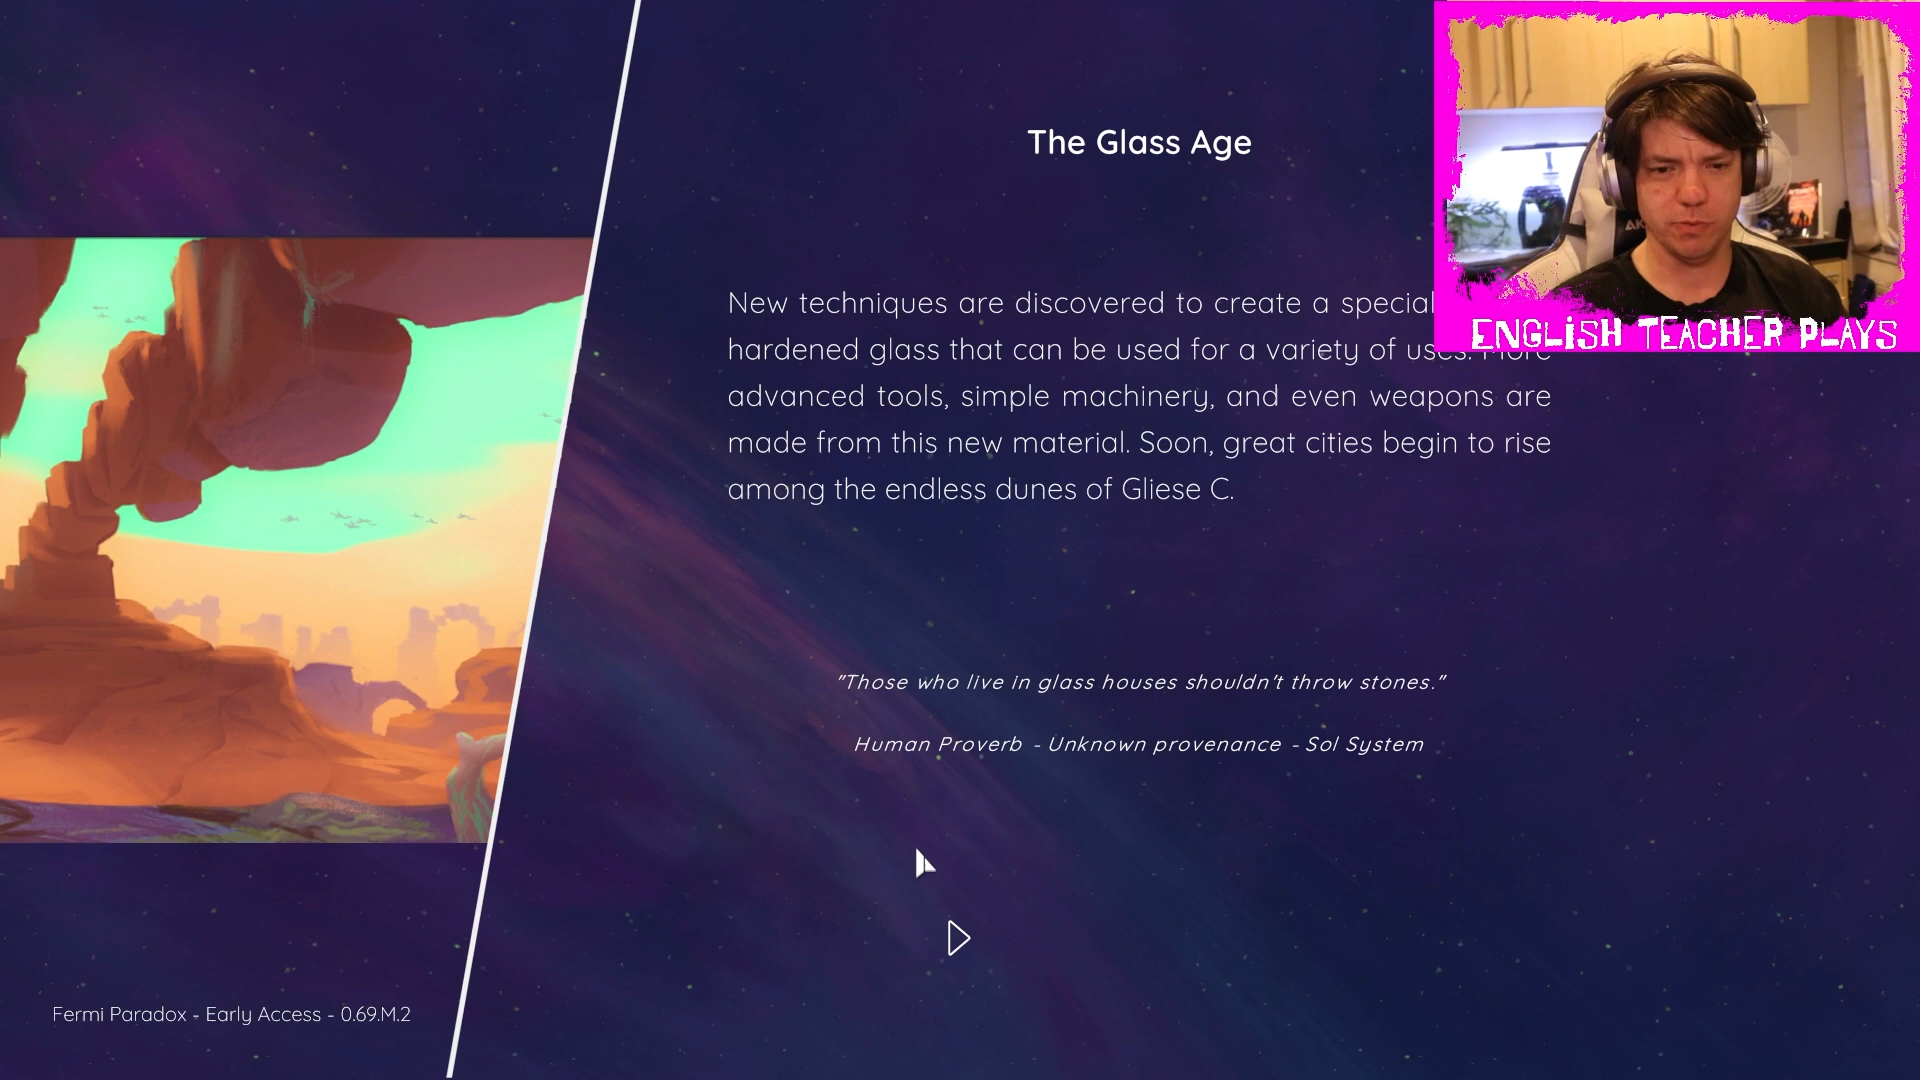 The Glass Age
New techniques are discovered to create a special
hardened glass that can be used for a variety of uses. More
advanced tools, simple machinery, and even weapons are
made from this new material. Soon, great cities begin to rise
among the endless dunes of Gliese C.
"Those who live in glass houses shouldn't throw stones."
Human Proverb - Unknown provenance - Sol System
Fermi Paradox - Early Access - 0.69.M.2
ENGLISH TEACHER PLAYS